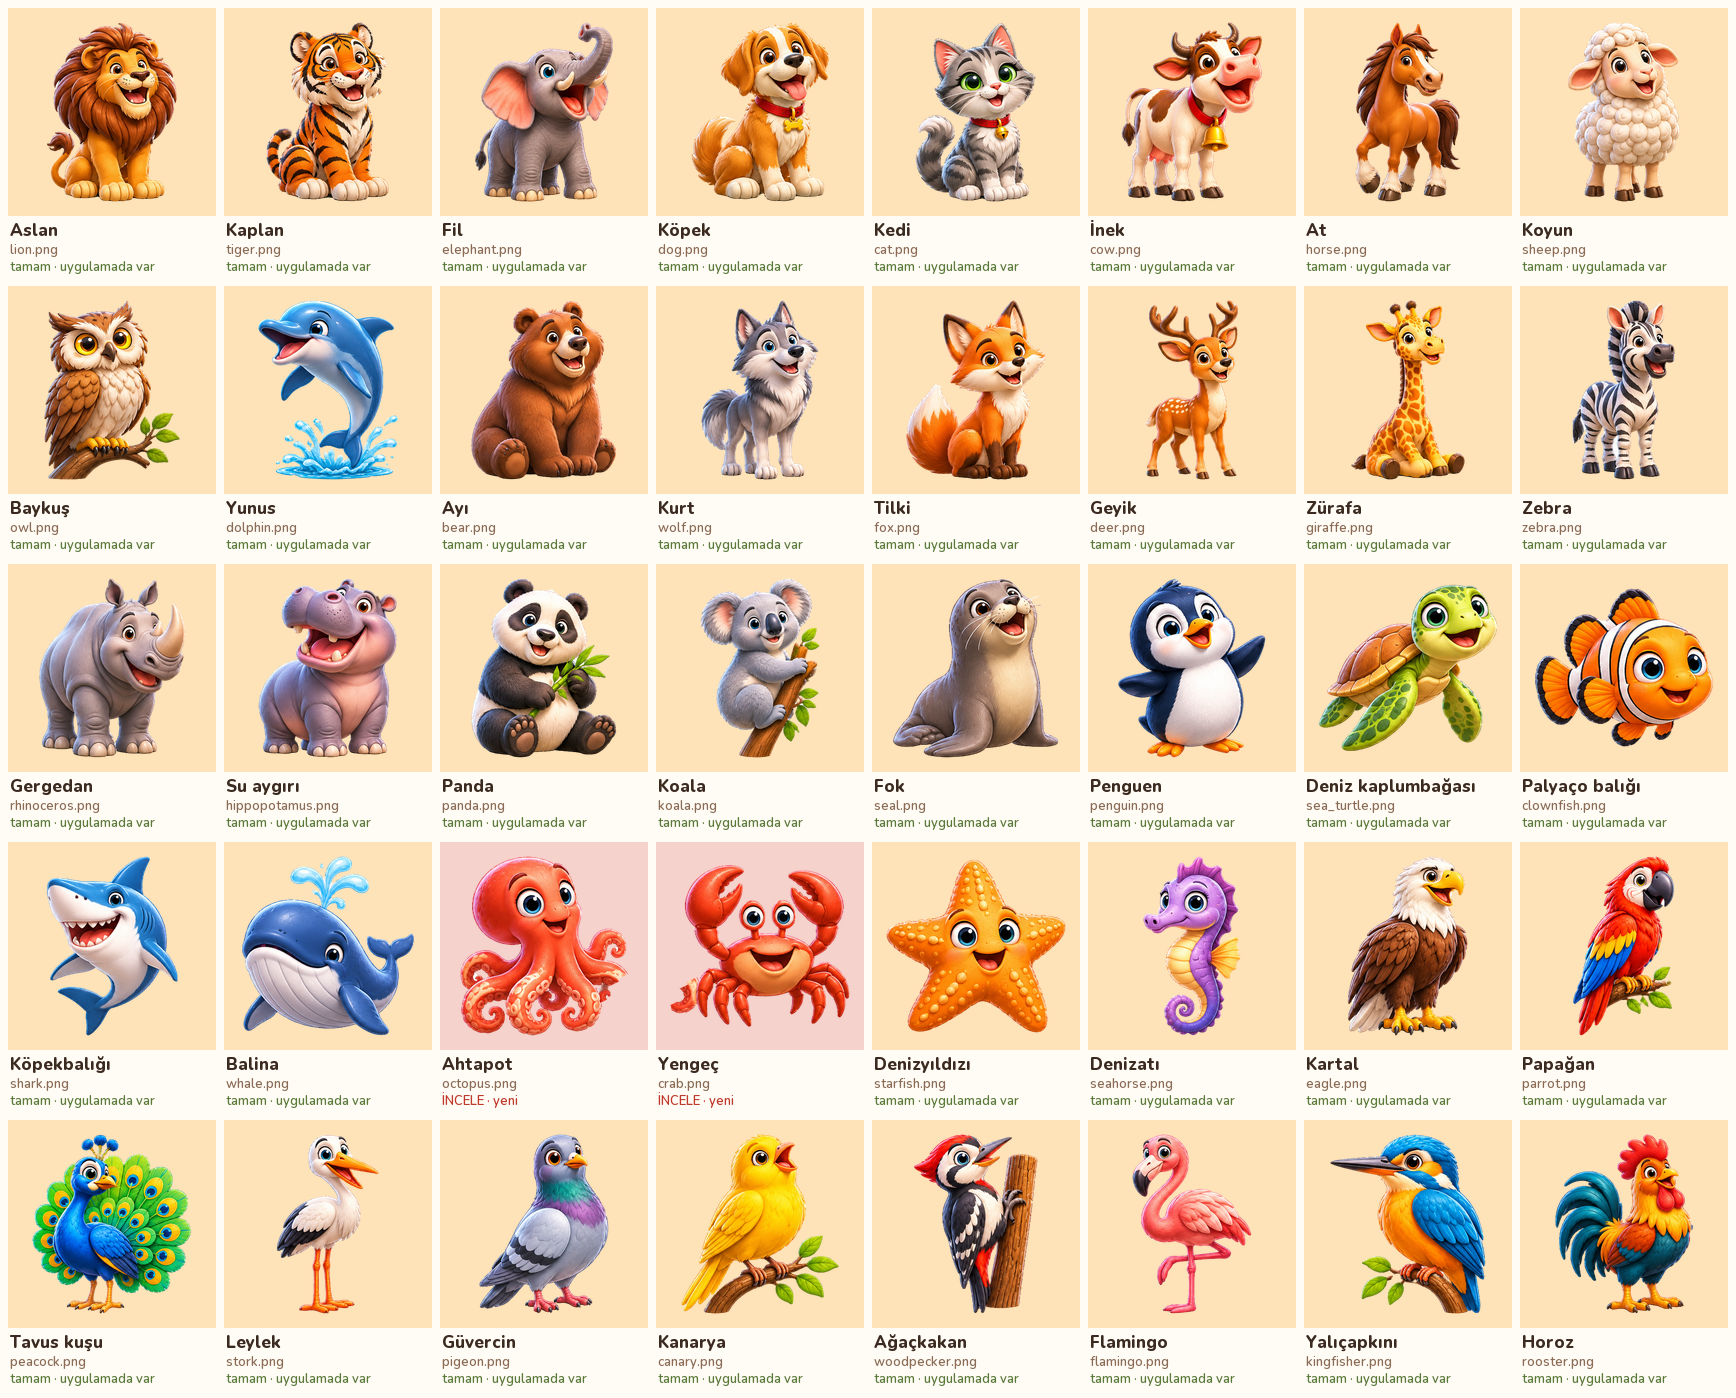 Aslan
lion.png
tamam · uygulamada var
Kaplan
tiger.png
tamam · uygulamada var
Fil
elephant.png
tamam · uygulamada var
Köpek
dog.png
tamam · uygulamada var
Kedi
cat.png
tamam · uygulamada var
İnek
cow.png
tamam · uygulamada var
At
horse.png
tamam · uygulamada var
Koyun
sheep.png
tamam · uygulamada var
Baykuş
owl.png
tamam · uygulamada var
Yunus
dolphin.png
tamam · uygulamada var
Ayı
bear.png
tamam · uygulamada var
Kurt
wolf.png
tamam · uygulamada var
Tilki
fox.png
tamam · uygulamada var
Geyik
deer.png
tamam · uygulamada var
Zürafa
giraffe.png
tamam · uygulamada var
Zebra
zebra.png
tamam · uygulamada var
Gergedan
rhinoceros.png
tamam · uygulamada var
Su aygırı
hippopotamus.png
tamam · uygulamada var
Panda
panda.png
tamam · uygulamada var
Koala
koala.png
tamam · uygulamada var
Fok
seal.png
tamam · uygulamada var
Penguen
penguin.png
tamam · uygulamada var
Deniz kaplumbağası
sea_turtle.png
tamam · uygulamada var
Palyaço balığı
clownfish.png
tamam · uygulamada var
Köpekbalığı
shark.png
tamam · uygulamada var
Balina
whale.png
tamam · uygulamada var
Ahtapot
octopus.png
İNCELE · yeni
Yengeç
crab.png
İNCELE · yeni
Denizyıldızı
starfish.png
tamam · uygulamada var
Denizatı
seahorse.png
tamam · uygulamada var
Kartal
eagle.png
tamam · uygulamada var
Papağan
parrot.png
tamam · uygulamada var
Tavus kuşu
peacock.png
tamam · uygulamada var
Leylek
stork.png
tamam · uygulamada var
Güvercin
pigeon.png
tamam · uygulamada var
Kanarya
canary.png
tamam · uygulamada var
Ağaçkakan
woodpecker.png
tamam · uygulamada var
Flamingo
flamingo.png
tamam · uygulamada var
Yalıçapkını
kingfisher.png
tamam · uygulamada var
Horoz
rooster.png
tamam · uygulamada var